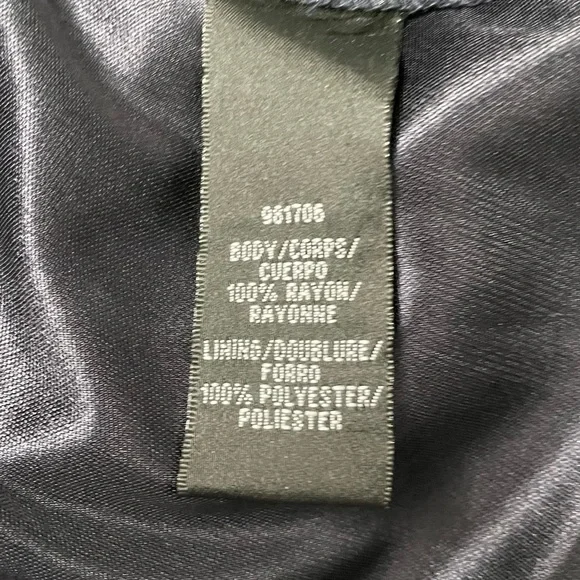 981706
BODY/CORPS/
CUERPO
100% RAYON/
RAYONNE
LINING/DOUBLURE/
FORRO
100% POLYESTER/
POLIESTER